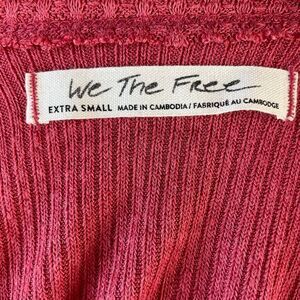 We The Free
EXTRA SMALL MADE IN CAMBODIA / FABRIQUÉ AU CAMBODGE